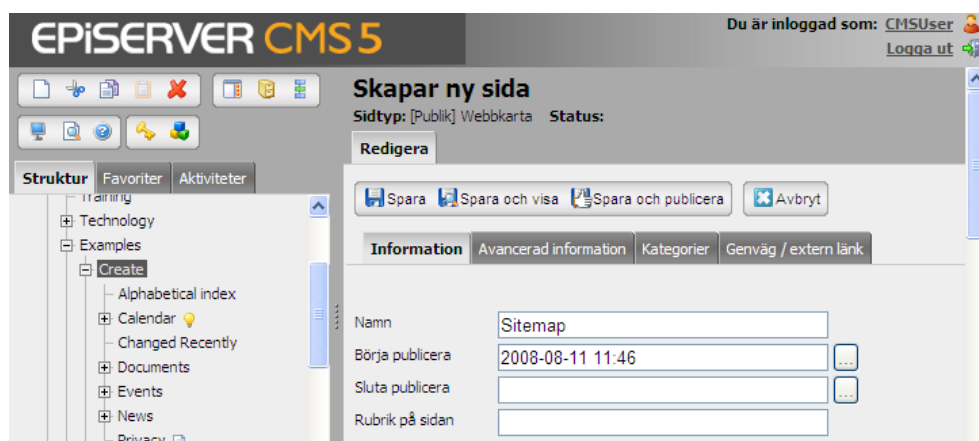 EPiSERVER CMS 5
Du är inloggad som: CMSUser
Logga ut
Struktur Favoriter Aktiviteter
Training
Technology
Examples
Create
Alphabetical index
Calendar
Changed Recently
Documents
Events
News
Privacy
Skapar ny sida
Sidtyp: [Publik] Webbkarta Status:
Redigera
Spara Spara och visa Spara och publicera Avbryt
Information Avancerad information Kategorier Genväg / extern länk
Namn Sitemap
Börja publicera 2008-08-11 11:46 ...
Sluta publicera ...
Rubrik på sidan